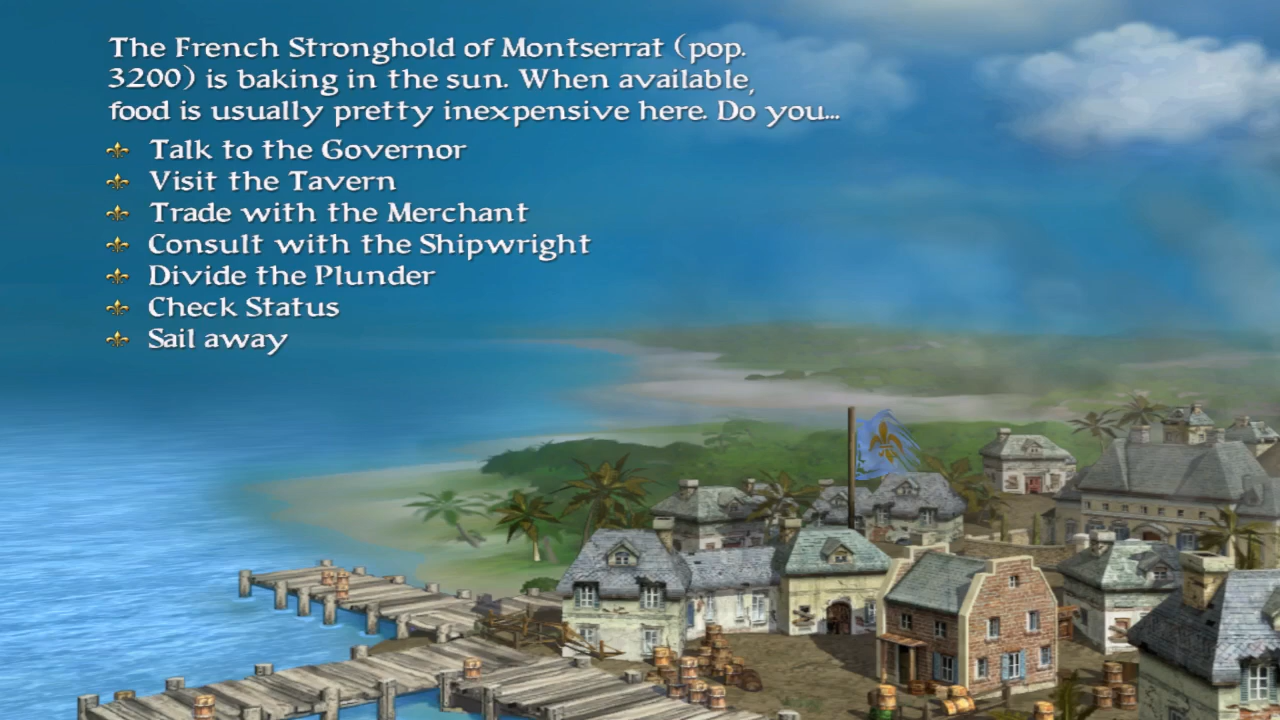 The French Stronghold of Montserrat (pop.
3200) is baking in the sun. When available,
food is usually pretty inexpensive here. Do you...
Talk to the Governor
Visit the Tavern
Trade with the Merchant
Consult with the Shipwright
Divide the Plunder
Check Status
Sail away